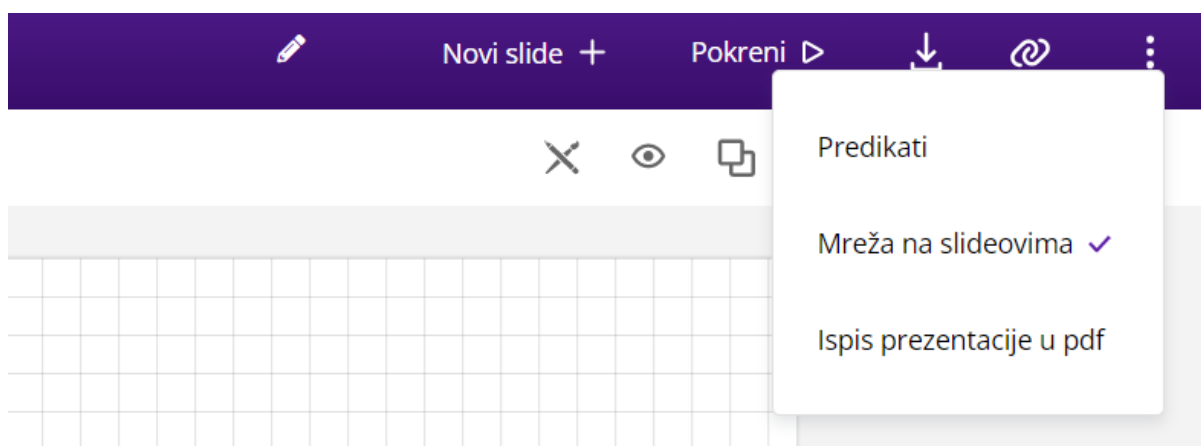 Novi slide
Pokreni
Predikati
Mreža na slideovima
Ispis prezentacije u pdf